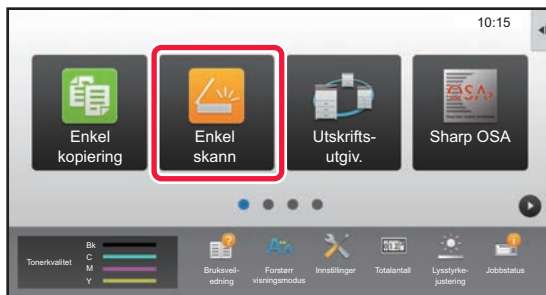 10:15
Enkel
kopiering
Enkel
skann
Utskrifts-
utgiv.
Sharp OSA
Tonerkvalitet
Bk
C
M
Y
Bruksveil-
edning
Forstørr
visningsmodus
Innstillinger
Totalantall
Lysstyrke-
justering
Jobbstatus